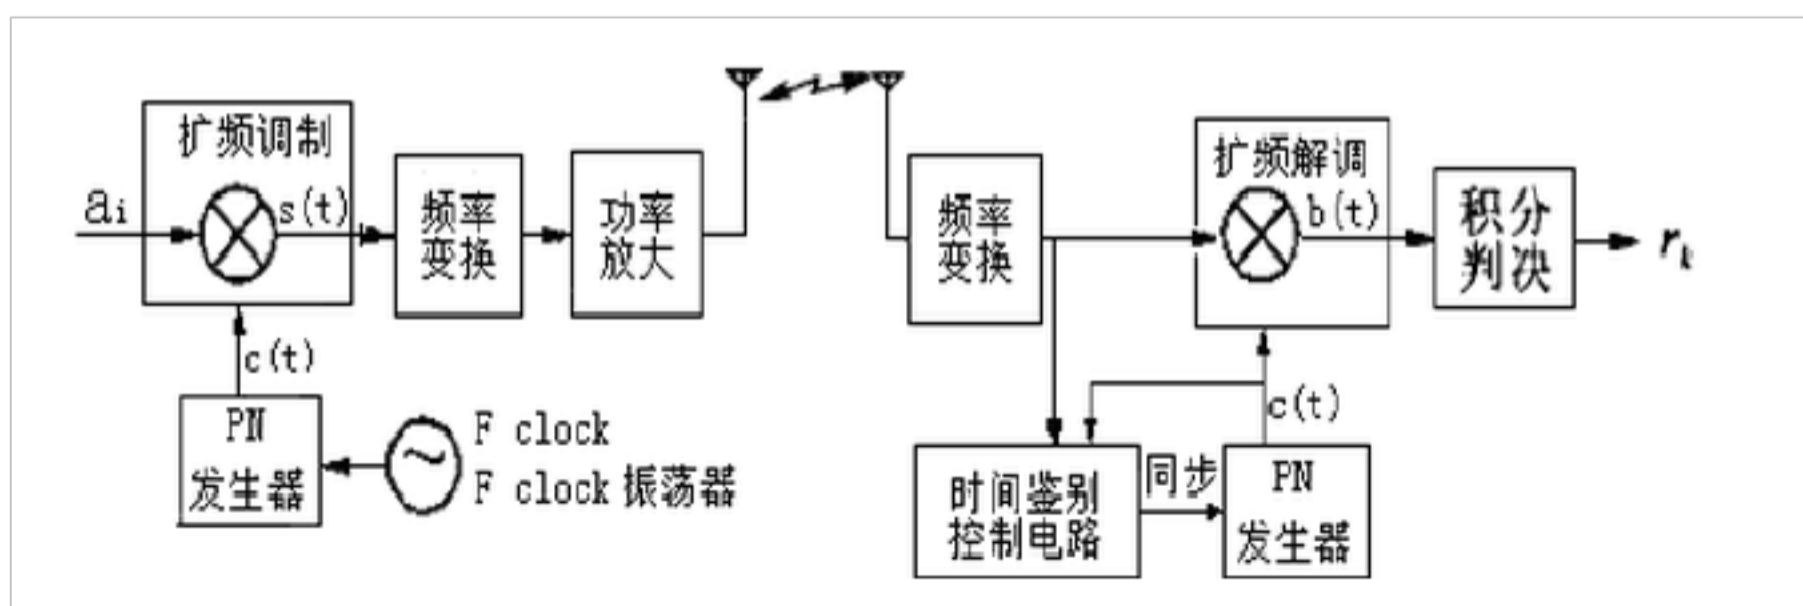 扩频调制
ai
s(t)
频率
变换
功率
放大
c(t)
PN
发生器
F clock
F clock 振荡器
频率
变换
扩频解调
b(t)
积分
判决
rk
c(t)
时间鉴别
控制电路
同步
PN
发生器